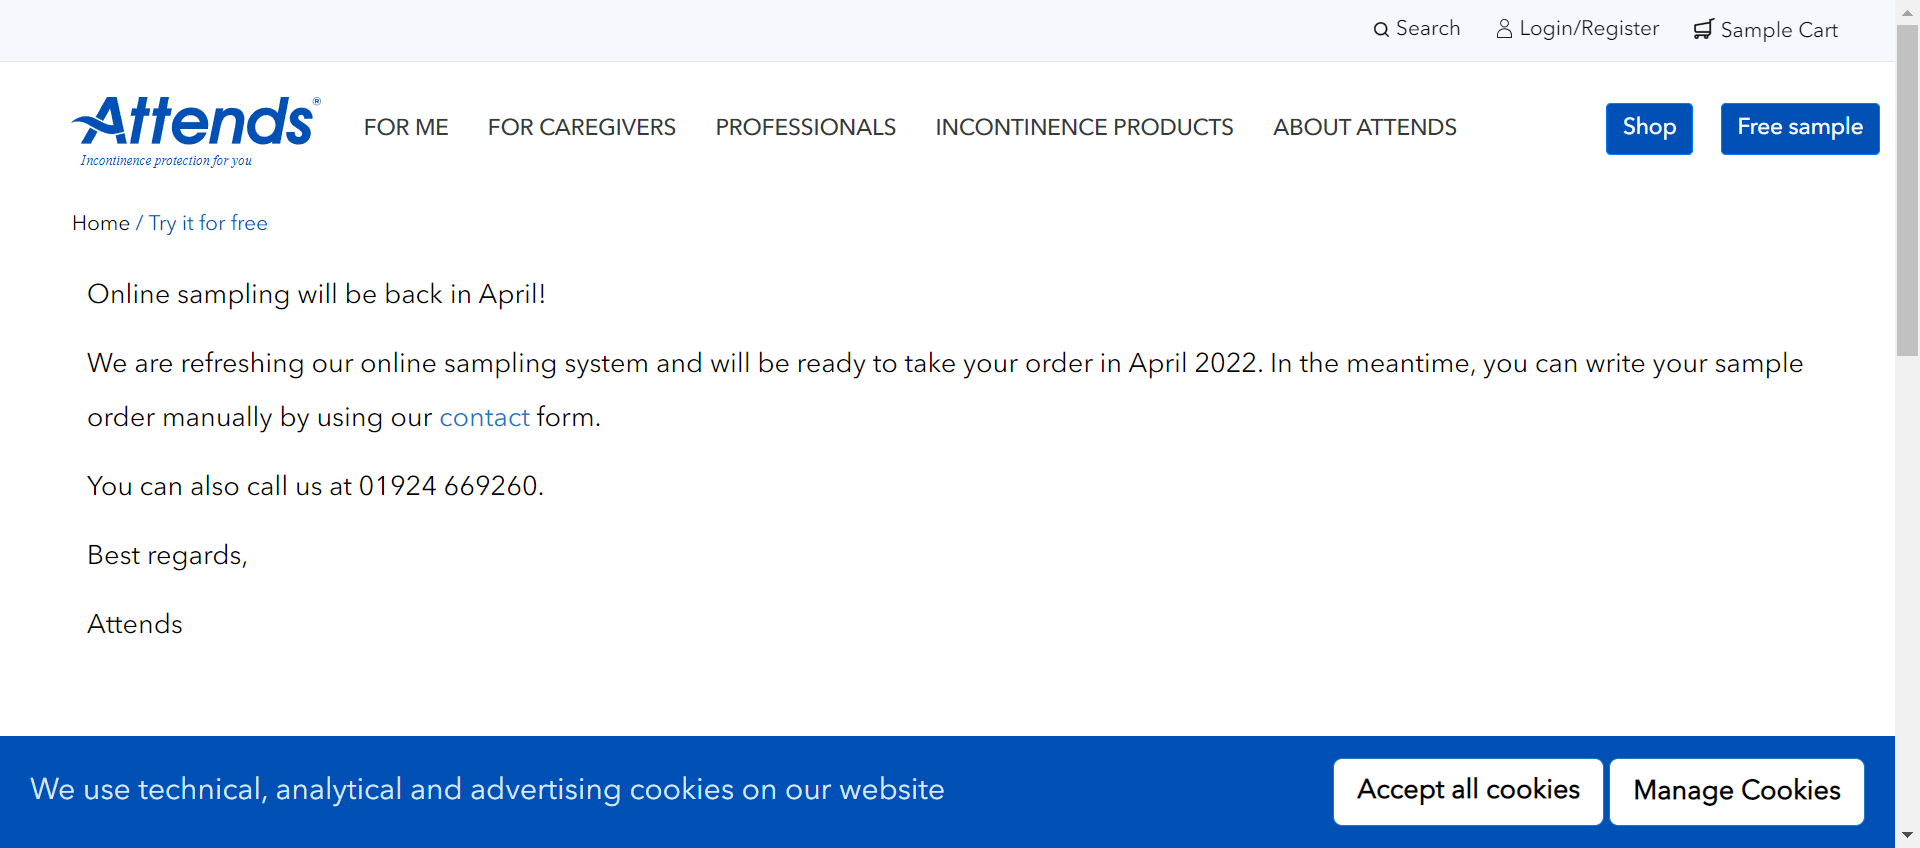 Search Login/Register Sample Cart
Attends®
Incontinence protection for you
FOR ME FOR CAREGIVERS PROFESSIONALS INCONTINENCE PRODUCTS ABOUT ATTENDS Shop Free sample
Home / Try it for free
Online sampling will be back in April!
We are refreshing our online sampling system and will be ready to take your order in April 2022. In the meantime, you can write your sample
order manually by using our contact form.
You can also call us at 01924 669260.
Best regards,
Attends
We use technical, analytical and advertising cookies on our website Accept all cookies Manage Cookies